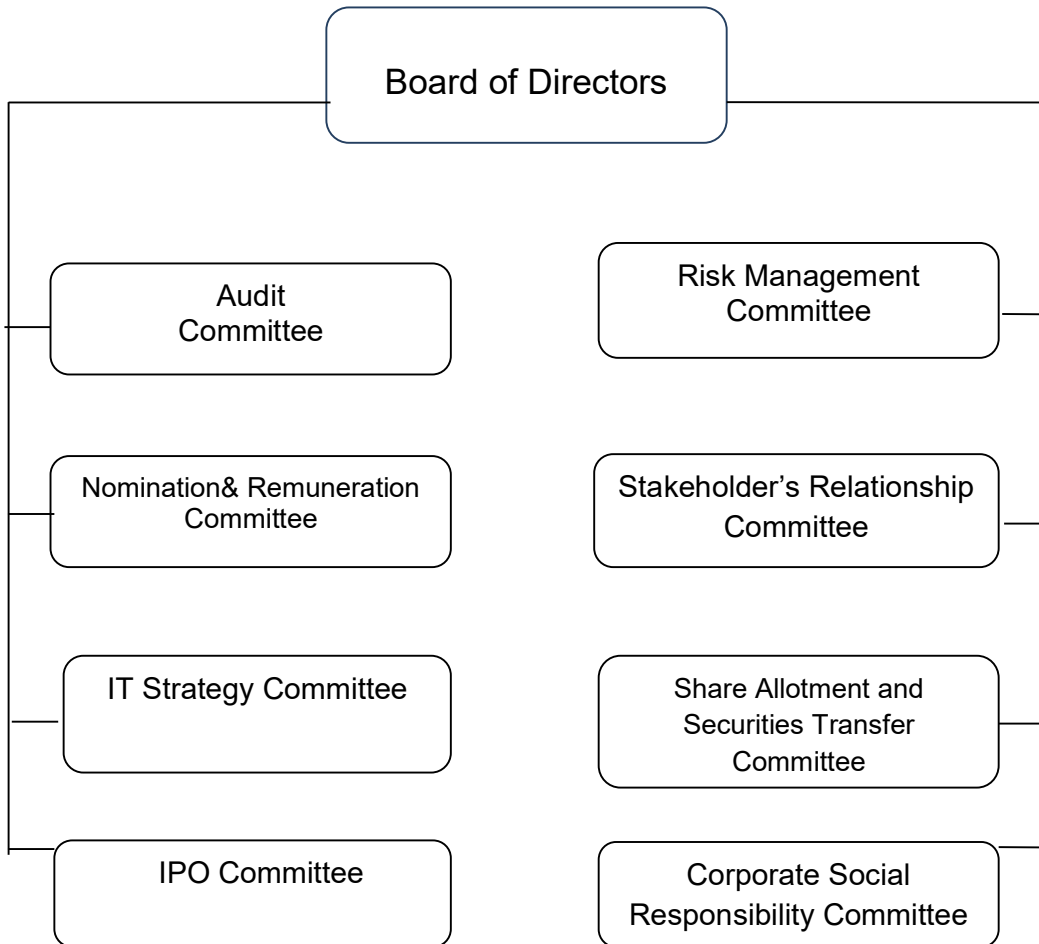 Board of Directors
Audit
Committee
Risk Management
Committee
Nomination& Remuneration
Committee
Stakeholder’s Relationship
Committee
IT Strategy Committee
Share Allotment and
Securities Transfer
Committee
IPO Committee
Corporate Social
Responsibility Committee